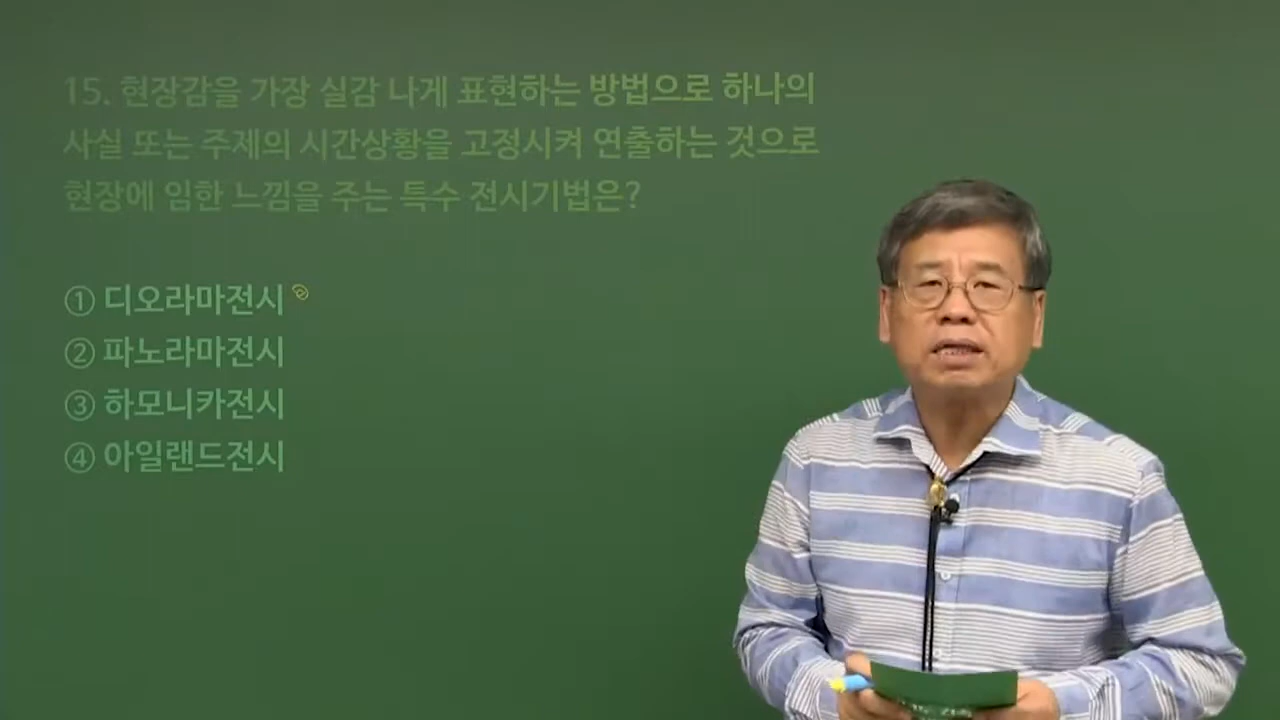 15. 현장감을 가장 실감 나게 표현하는 방법으로 하나의
사실 또는 주제의 시간상황을 고정시켜 연출하는 것으로
현장에 임한 느낌을 주는 특수 전시기법은?
① 디오라마전시
② 파노라마전시
③ 하모니카전시
④ 아일랜드전시